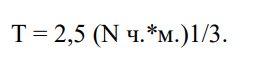 Т = 2,5 (N ч.*м.)1/3.